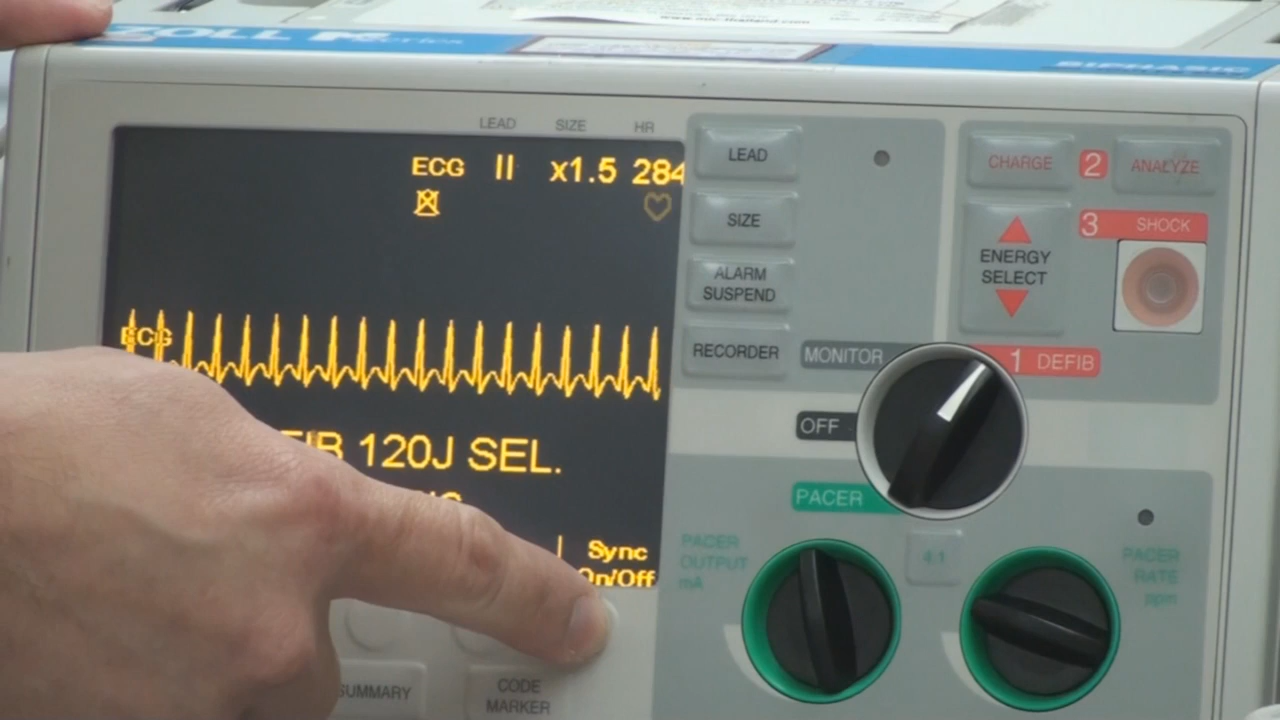 ZOLL M Series
BIPHASIC
LEAD SIZE HR
ECG II x1.5 284
ECG
120J SEL.
Sync
On/Off
LEAD
SIZE
ALARM
SUSPEND
RECORDER
CHARGE
2
ANALYZE
3 SHOCK
ENERGY
SELECT
MONITOR
1 DEFIB
OFF
PACER
PACER
OUTPUT
mA
4:1
PACER
RATE
ppm
SUMMARY
CODE
MARKER